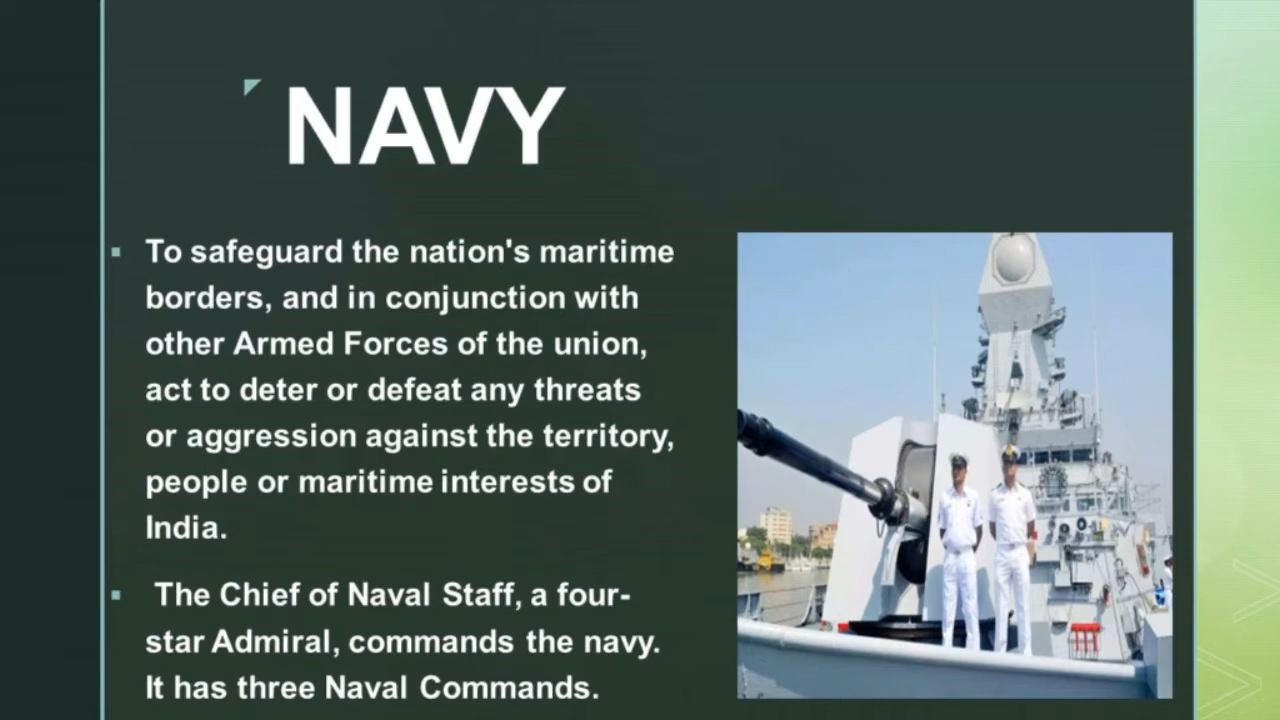 NAVY
To safeguard the nation's maritime
borders, and in conjunction with
other Armed Forces of the union,
act to deter or defeat any threats
or aggression against the territory,
people or maritime interests of
India.
The Chief of Naval Staff, a four-
star Admiral, commands the navy.
It has three Naval Commands.